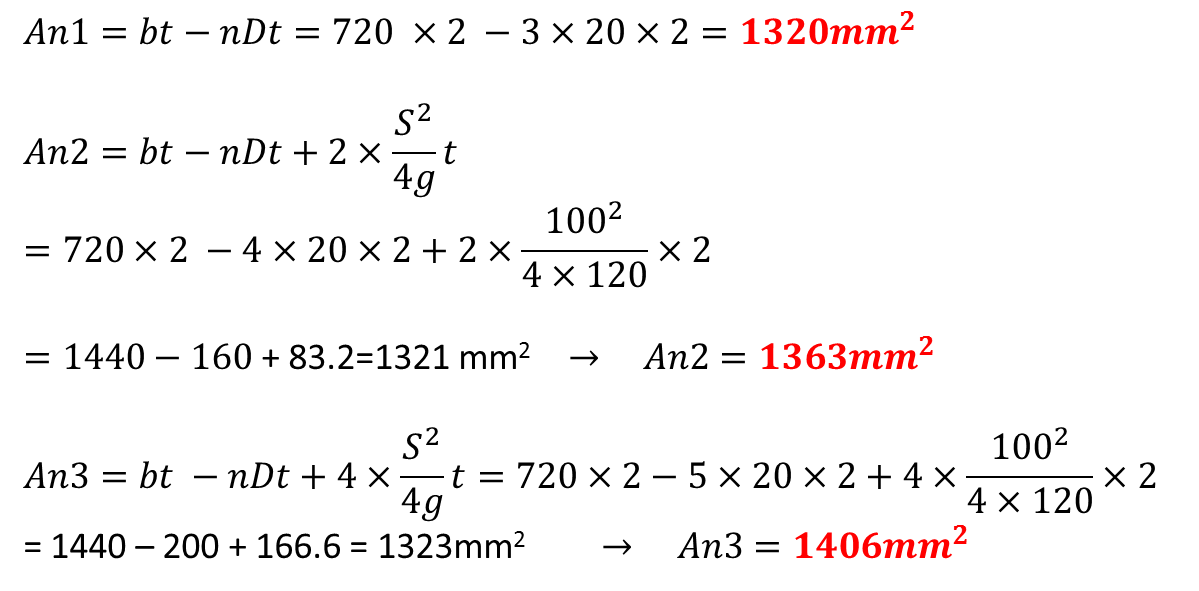 An1 = bt − nDt = 720 × 2 − 3 × 20 × 2 = 1320mm²
An2 = bt − nDt + 2 × S²/4g t
= 720 × 2 − 4 × 20 × 2 + 2 × 100²/4 × 120 × 2
= 1440 − 160 + 83.2=1321 mm² → An2 = 1363mm²
An3 = bt − nDt + 4 × S²/4g t = 720 × 2 − 5 × 20 × 2 + 4 × 100²/4 × 120 × 2
= 1440 – 200 + 166.6 = 1323mm² → An3 = 1406mm²